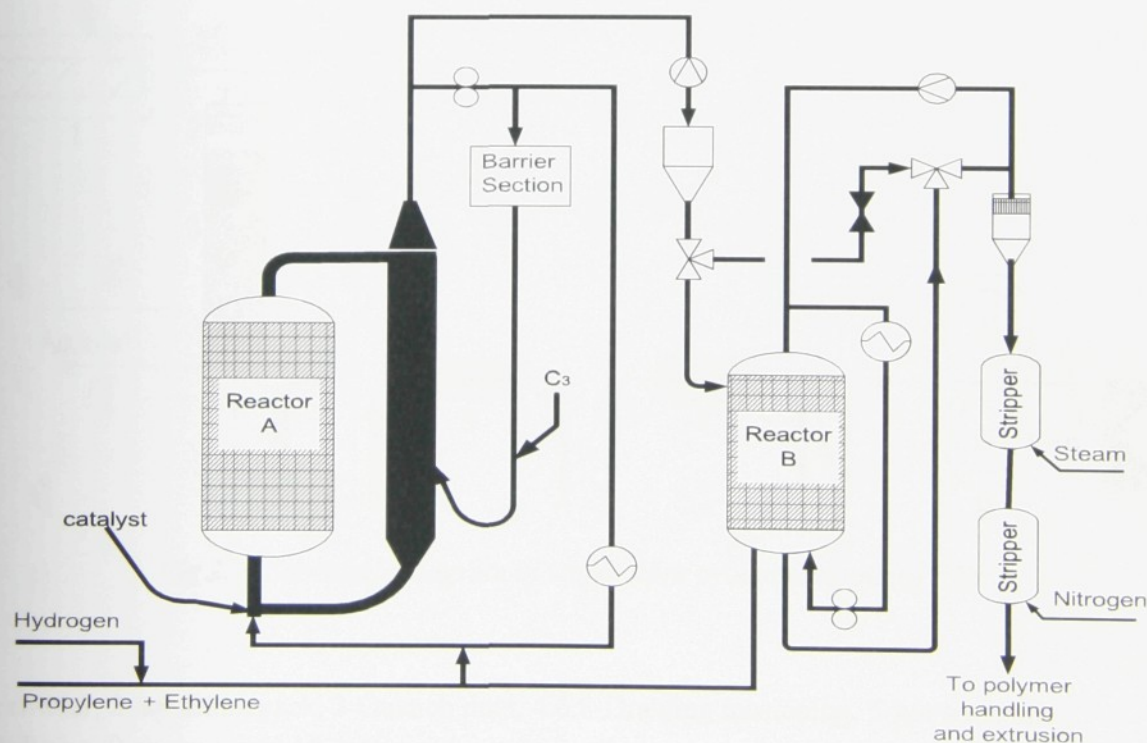 Barrier
Section
Reactor
A
C3
Reactor
B
Stripper
Steam
catalyst
Stripper
Nitrogen
Hydrogen
Propylene + Ethylene
To polymer
handling
and extrusion